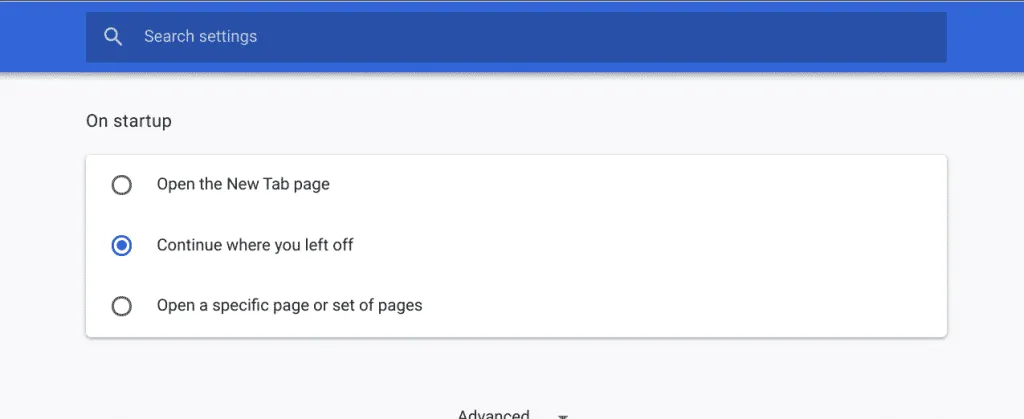 Search settings
On startup
Open the New Tab page
Continue where you left off
Open a specific page or set of pages
Advanced